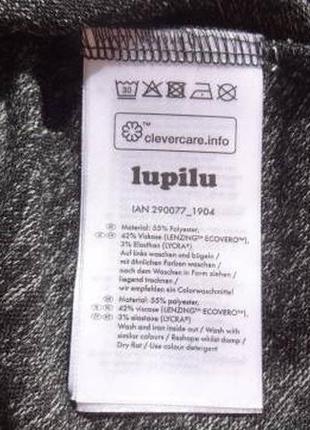 30
™
clevercare.info
lupilu
IAN 290077_1904
Material: 55% Polyester,
42% Viskose (LENZING™ ECOVERO™),
3% Elasthan (LYCRA®)
Auf links waschen und bügeln /
mit ähnlichen Farben waschen /
nach dem Waschen in Form ziehen /
liegend trocknen /
wir empfehlen ein Colorwaschmittel
Material: 55% polyester,
42% viscose (LENZING™ ECOVERO™),
3% elastane (LYCRA®)
Wash and iron inside out / Wash with
similar colours / Reshape whilst damp /
Dry flat / Use colour detergent